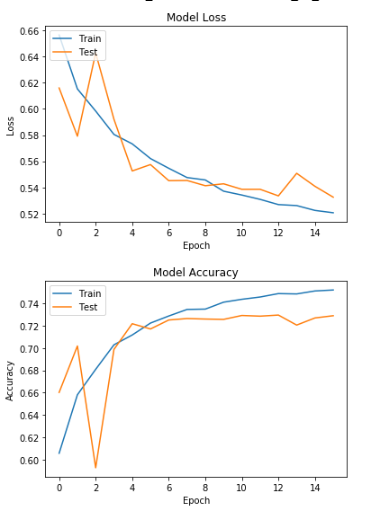 Model Loss
0.66
0.64
0.62
0.60
0.58
0.56
0.54
0.52
Loss
Train
Test
0 2 4 6 8 10 12 14
Epoch
Model Accuracy
0.74
0.72
0.70
0.68
0.66
0.64
0.62
0.60
Accuracy
Train
Test
0 2 4 6 8 10 12 14
Epoch